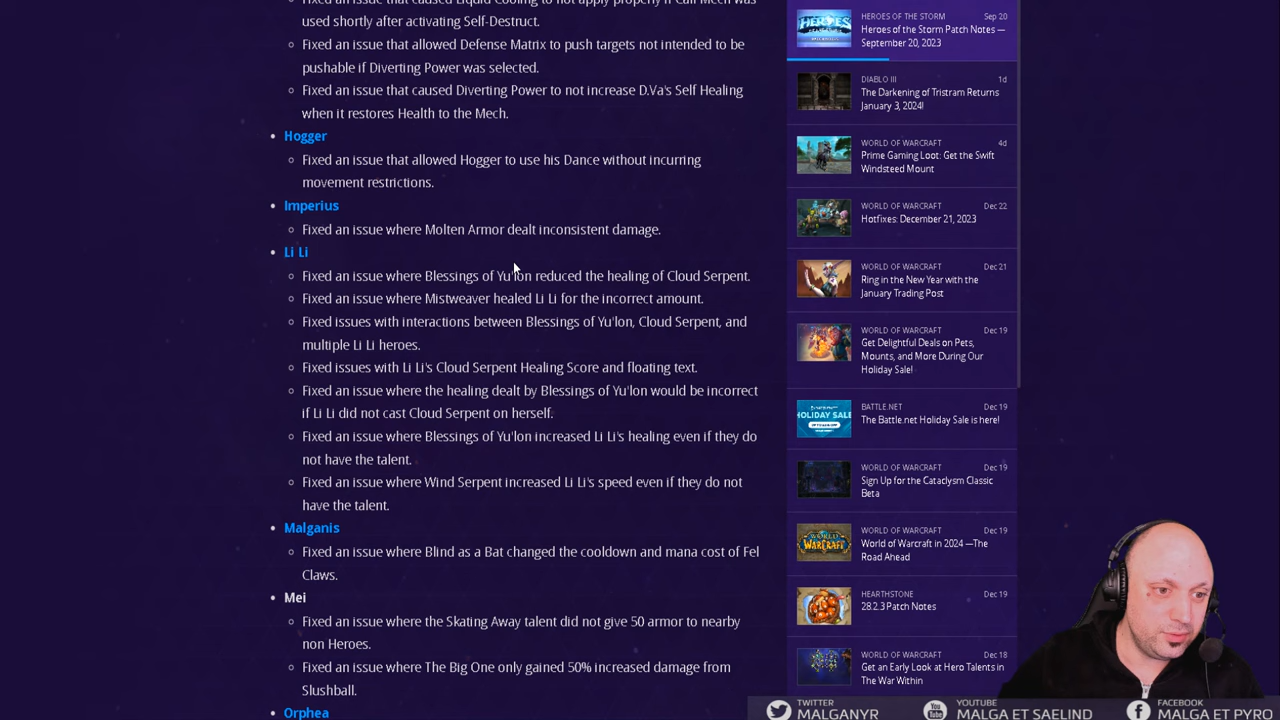 Fixed an issue that caused Liquid Cooling to not apply properly if Call Mech was
used shortly after activating Self-Destruct.
Fixed an issue that allowed Defense Matrix to push targets not intended to be
pushable if Diverting Power was selected.
Fixed an issue that caused Diverting Power to not increase D.Va's Self Healing
when it restores Health to the Mech.
Hogger
Fixed an issue that allowed Hogger to use his Dance without incurring
movement restrictions.
Imperius
Fixed an issue where Molten Armor dealt inconsistent damage.
Li Li
Fixed an issue where Blessings of Yu'lon reduced the healing of Cloud Serpent.
Fixed an issue where Mistweaver healed Li Li for the incorrect amount.
Fixed issues with interactions between Blessings of Yu'lon, Cloud Serpent, and
multiple Li Li heroes.
Fixed issues with Li Li's Cloud Serpent Healing Score and floating text.
Fixed an issue where the healing dealt by Blessings of Yu'lon would be incorrect
if Li Li did not cast Cloud Serpent on herself.
Fixed an issue where Blessings of Yu'lon increased Li Li's healing even if they do
not have the talent.
Fixed an issue where Wind Serpent increased Li Li's speed even if they do not
have the talent.
Malganis
Fixed an issue where Blind as a Bat changed the cooldown and mana cost of Fel
Claws.
Mei
Fixed an issue where the Skating Away talent did not give 50 armor to nearby
non Heroes.
Fixed an issue where The Big One only gained 50% increased damage from
Slushball.
Orphea
HEROES OF THE STORM Sep 20
Heroes of the Storm Patch Notes —
September 20, 2023
DIABLO III 1d
The Darkening of Tristram Returns
January 3, 2024!
WORLD OF WARCRAFT 4d
Prime Gaming Loot: Get the Swift
Windsteed Mount
WORLD OF WARCRAFT Dec 22
Hotfixes: December 21, 2023
WORLD OF WARCRAFT Dec 21
Ring in the New Year with the
January Trading Post
WORLD OF WARCRAFT Dec 19
Get Delightful Deals on Pets,
Mounts, and More During Our
Holiday Sale!
HOLIDAY SALE
BATTLE.NET Dec 19
The Battle.net Holiday Sale is here!
WORLD OF WARCRAFT Dec 19
Sign Up for the Cataclysm Classic
Beta
WORLD OF WARCRAFT Dec 19
World of Warcraft in 2024 —The
Road Ahead
HEARTHSTONE Dec 19
28.2.3 Patch Notes
WORLD OF WARCRAFT Dec 18
Get an Early Look at Hero Talents in
The War Within
TWITTER
MALGANYR
YOUTUBE
MALGA ET SAELIND
FACEBOOK
MALGA ET PYRO